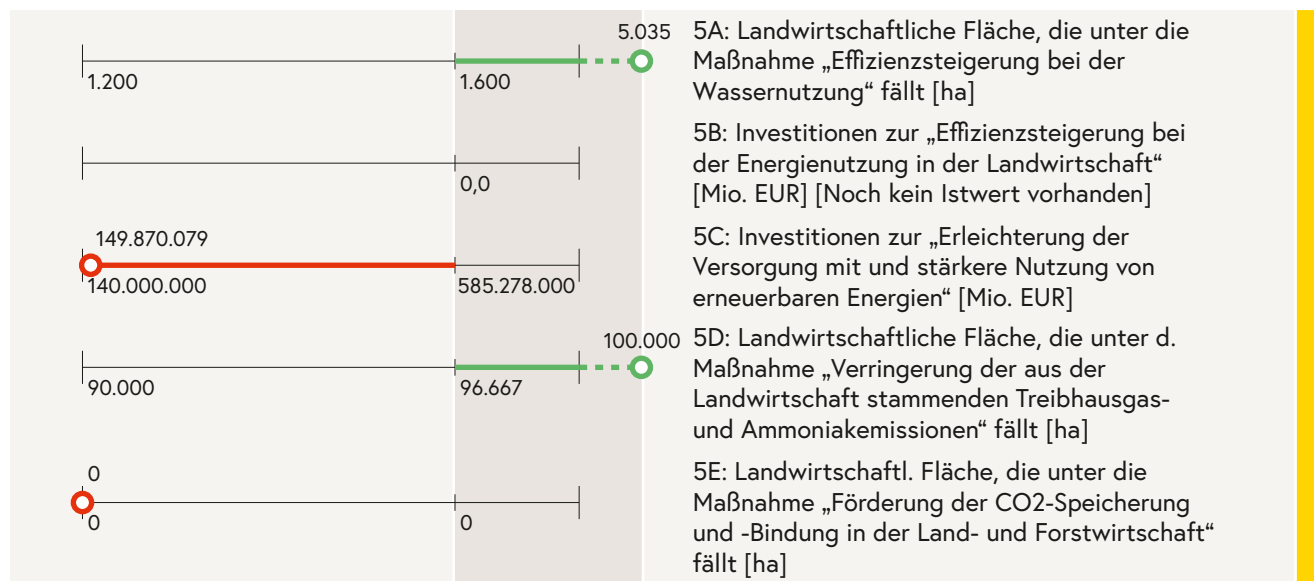 5.035
1.200
1.600
5A: Landwirtschaftliche Fläche, die unter die
Maßnahme „Effizienzsteigerung bei der
Wassernutzung“ fällt [ha]
0,0
5B: Investitionen zur „Effizienzsteigerung bei
der Energienutzung in der Landwirtschaft“
[Mio. EUR] [Noch kein Istwert vorhanden]
149.870.079
140.000.000
585.278.000
5C: Investitionen zur „Erleichterung der
Versorgung mit und stärkere Nutzung von
erneuerbaren Energien“ [Mio. EUR]
100.000
90.000
96.667
5D: Landwirtschaftliche Fläche, die unter d.
Maßnahme „Verringerung der aus der
Landwirtschaft stammenden Treibhausgas-
und Ammoniakemissionen“ fällt [ha]
0
0
0
5E: Landwirtschaftl. Fläche, die unter die
Maßnahme „Förderung der CO2-Speicherung
und -Bindung in der Land- und Forstwirtschaft“
fällt [ha]